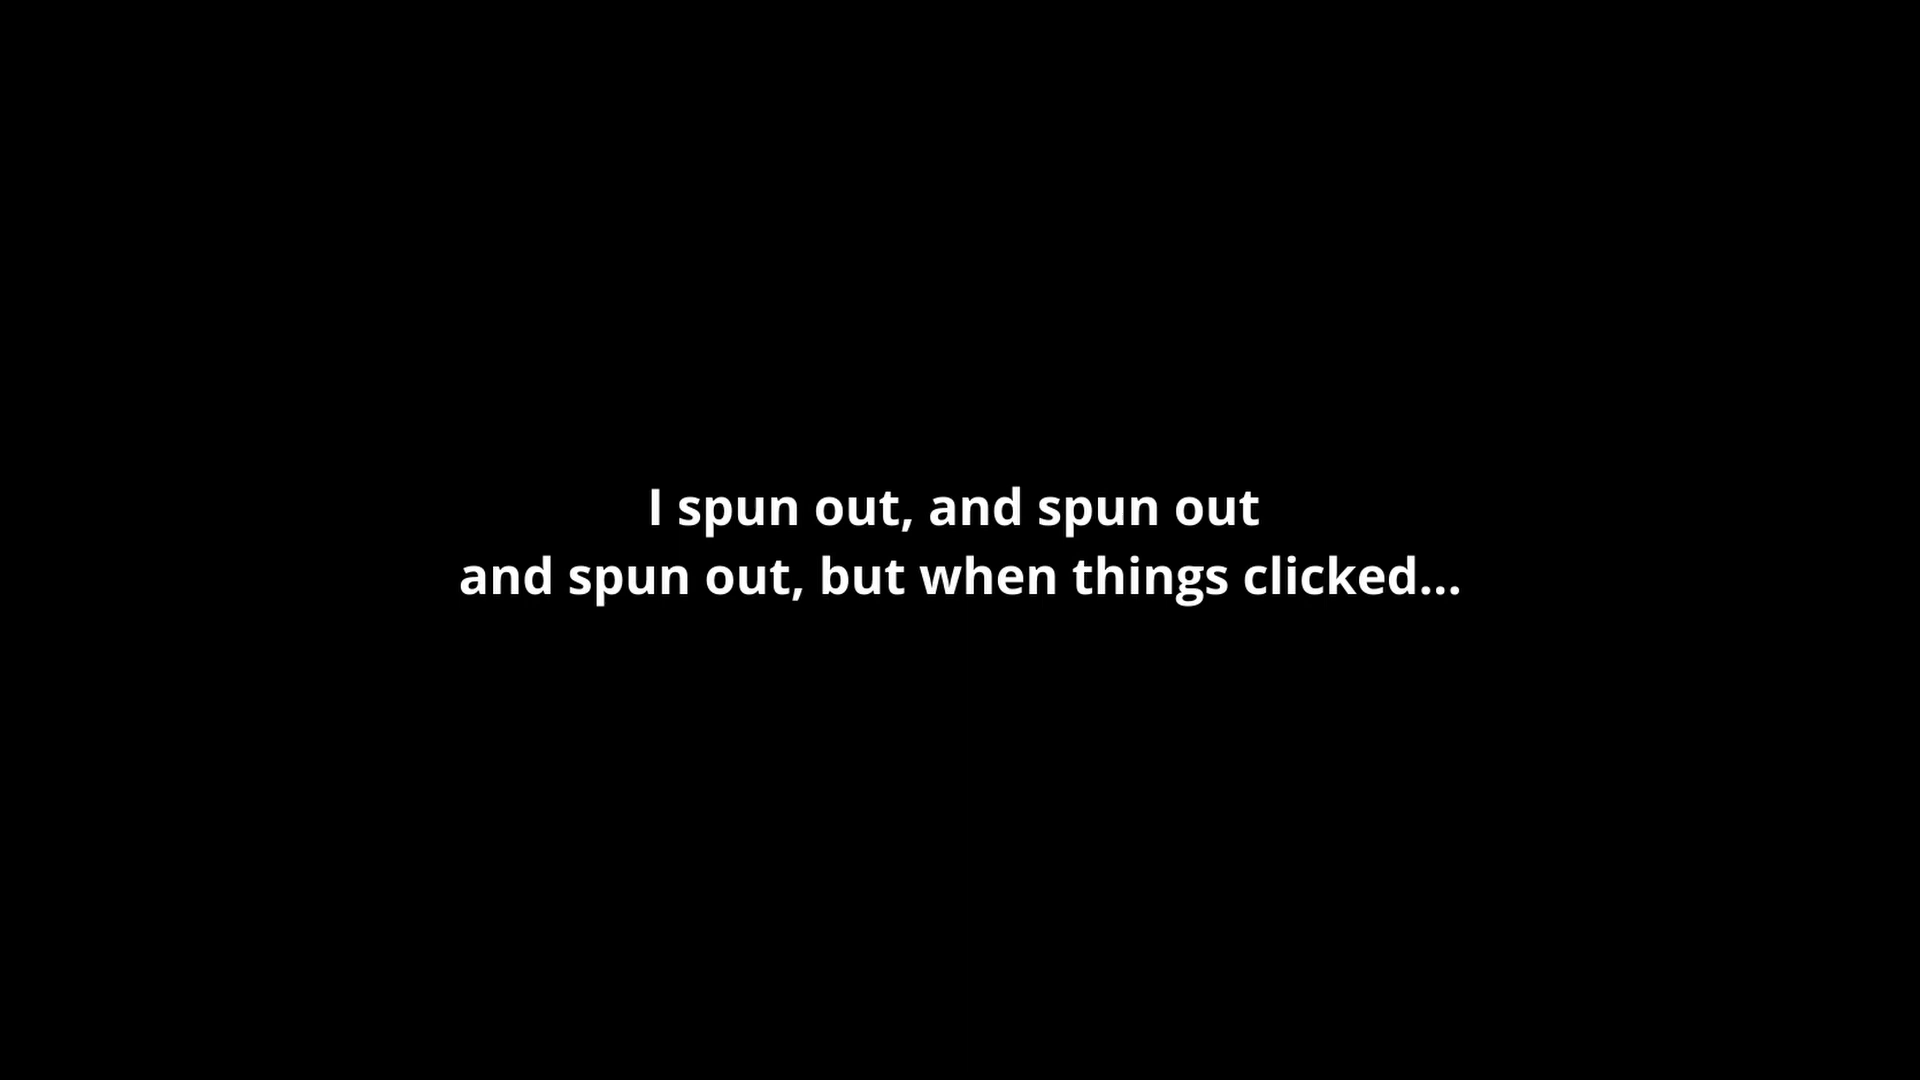 I spun out, and spun out
and spun out, but when things clicked...